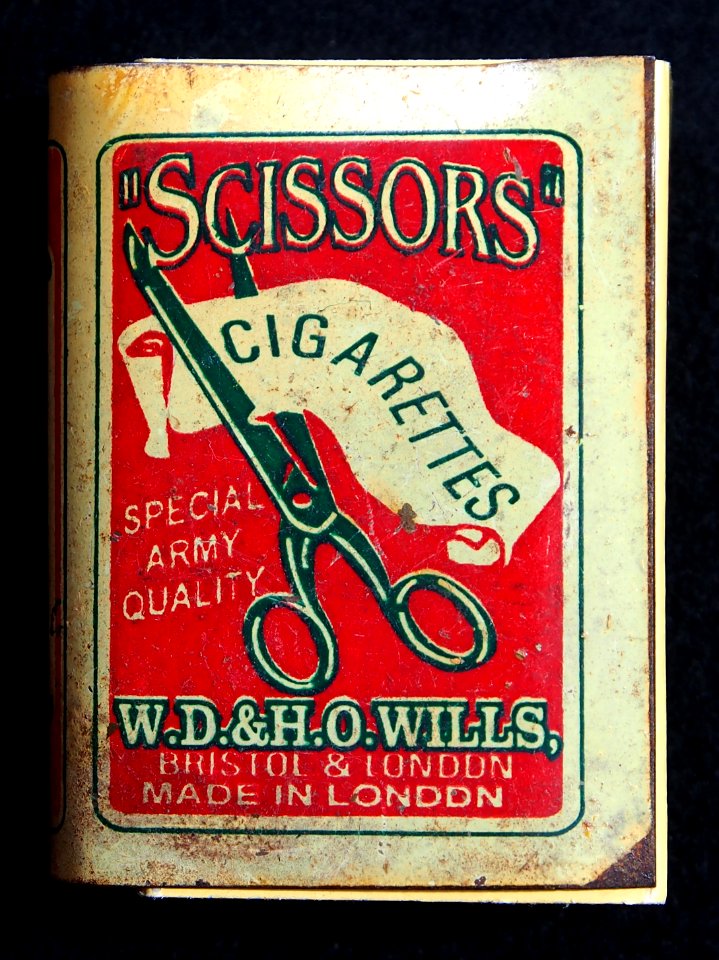 "SCISSORS"
CIGARETTES
SPECIAL
ARMY
QUALITY
W.D.&H.O.WILLS,
BRISTOL & LONDON
MADE IN LONDON